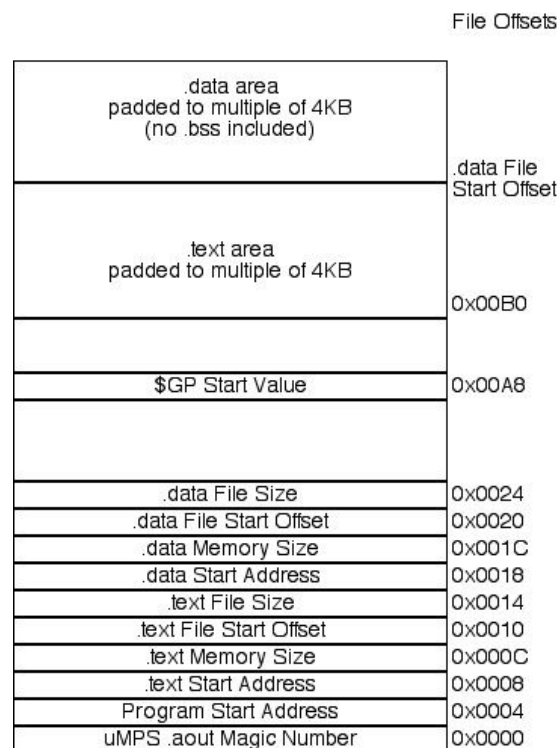 File Offsets
.data area
padded to multiple of 4KB
(no .bss included)
.data File
Start Offset
.text area
padded to multiple of 4KB
0x00B0
$GP Start Value 0x00A8
.data File Size 0x0024
.data File Start Offset 0x0020
.data Memory Size 0x001C
.data Start Address 0x0018
.text File Size 0x0014
.text File Start Offset 0x0010
.text Memory Size 0x000C
.text Start Address 0x0008
Program Start Address 0x0004
uMPS .aout Magic Number 0x0000